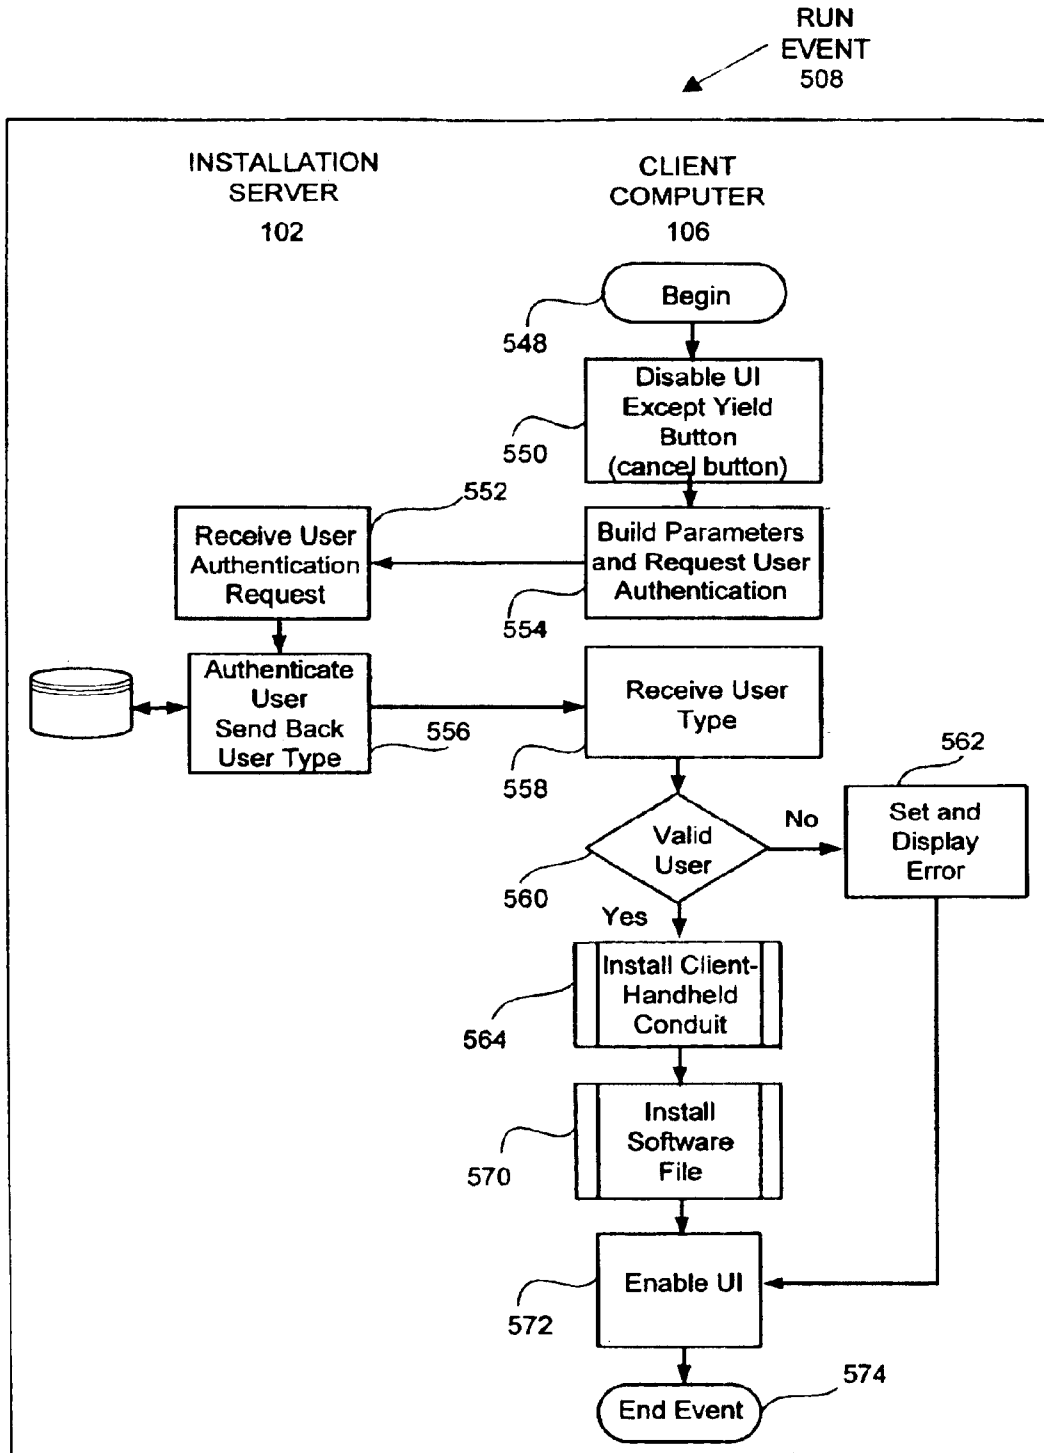 RUN
EVENT
508
INSTALLATION
SERVER
102
CLIENT
COMPUTER
106
Begin
548
Disable UI
Except Yield
Button
(cancel button)
550
552
Receive User
Authentication
Request
Build Parameters
and Request User
Authentication
554
Authenticate
User
Send Back
User Type
556
Receive User
Type
558
562
Valid
User
560
No
Set and
Display
Error
Yes
Install Client-
Handheld
Conduit
564
Install
Software
File
570
Enable UI
572
End Event
574